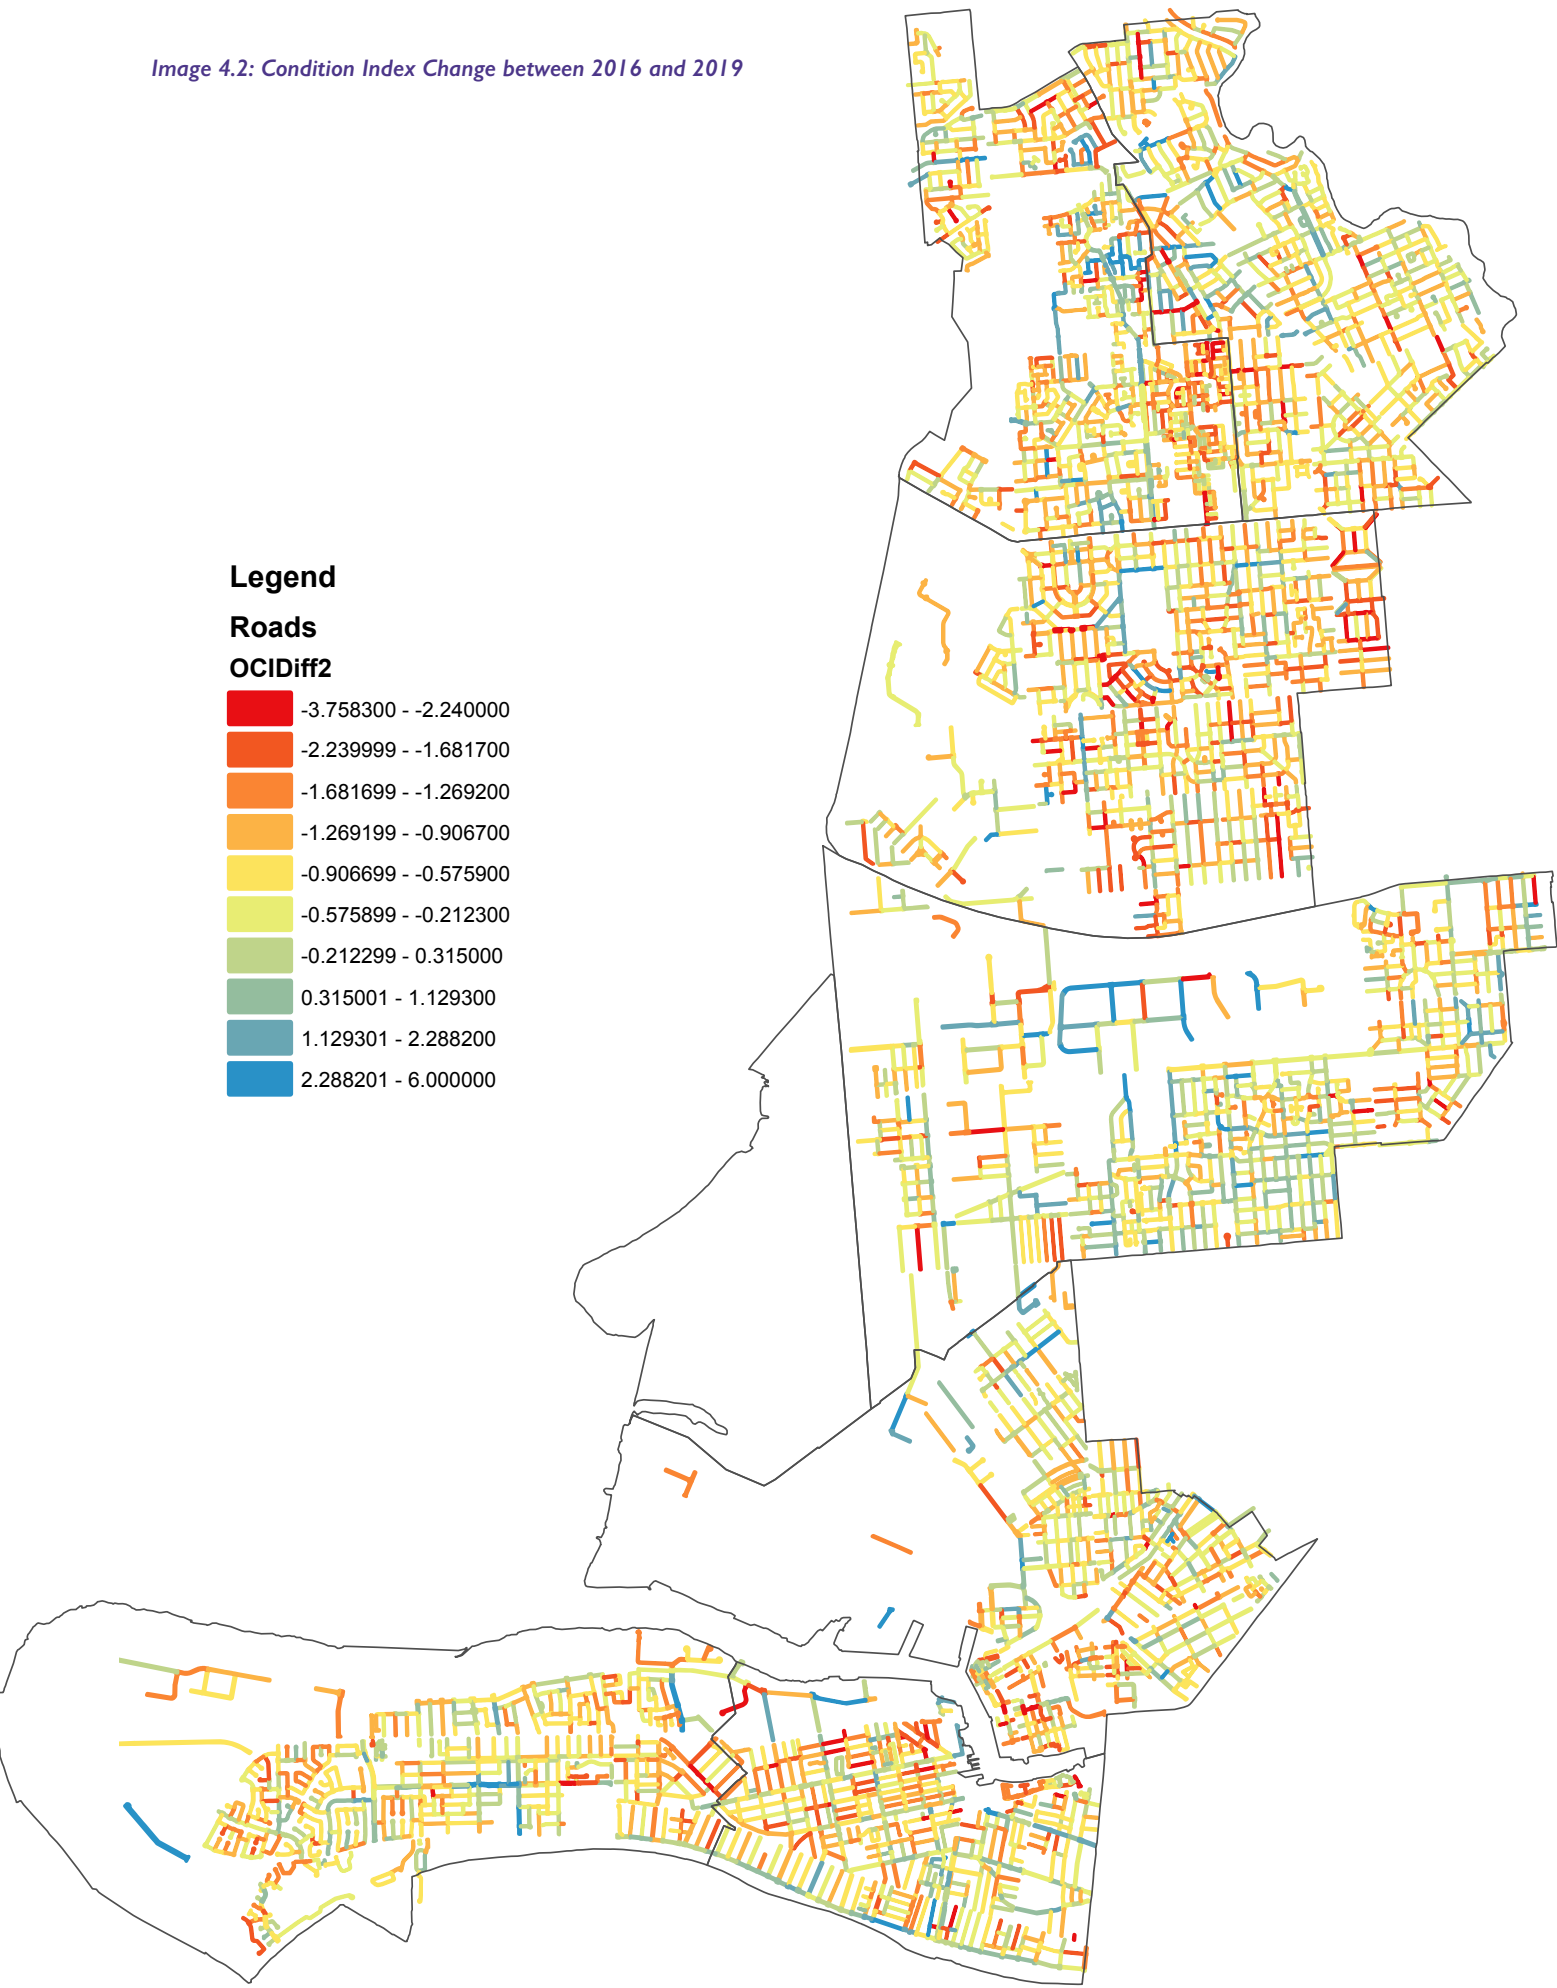 Image 4.2: Condition Index Change between 2016 and 2019
Legend
Roads
OCIDiff2
-3.758300 - -2.240000
-2.239999 - -1.681700
-1.681699 - -1.269200
-1.269199 - -0.906700
-0.906699 - -0.575900
-0.575899 - -0.212300
-0.212299 - 0.315000
0.315001 - 1.129300
1.129301 - 2.288200
2.288201 - 6.000000